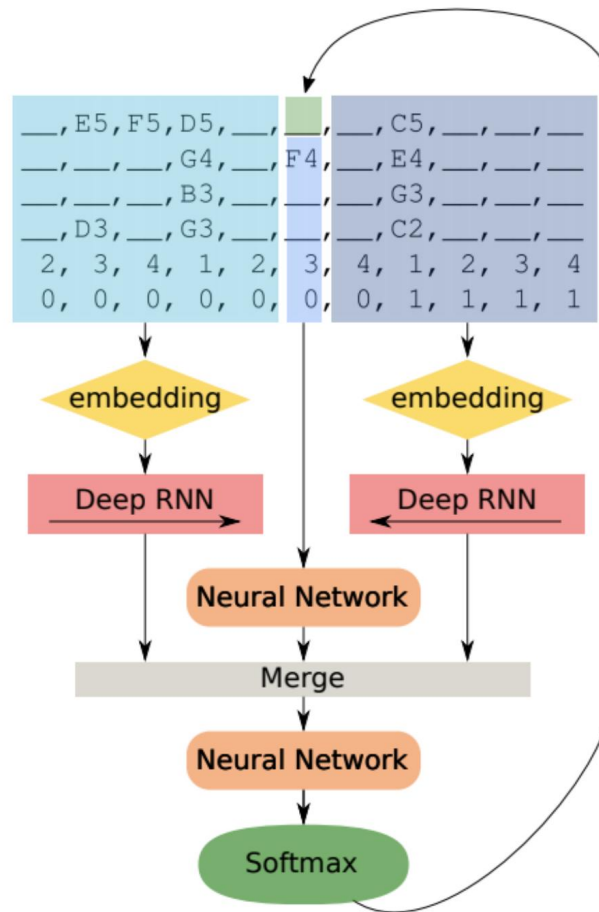 __,E5,F5,D5,__,__,__,C5,__,__,__
__,__,__,G4,__,F4,__,E4,__,__,__
__,__,__,B3,__,__,__,G3,__,__,__
__,D3,__,G3,__,__,__,C2,__,__,__
2, 3, 4, 1, 2, 3, 4, 1, 2, 3, 4
0, 0, 0, 0, 0, 0, 0, 1, 1, 1, 1
embedding embedding
Deep RNN Deep RNN
Neural Network
Merge
Neural Network
Softmax